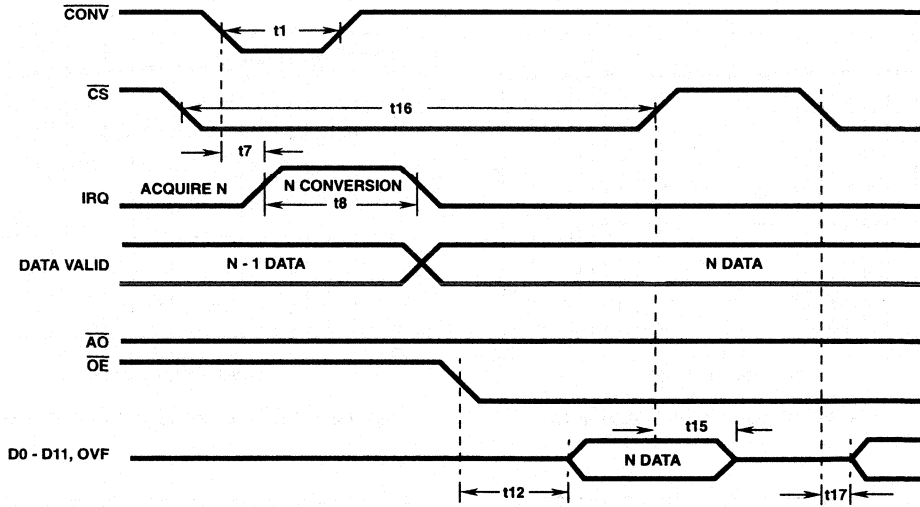 CONV
t1
CS
t16
t7
IRQ
ACQUIRE N
N CONVERSION
t8
DATA VALID
N - 1 DATA
N DATA
AO
OE
t15
D0 - D11, OVF
N DATA
t12
t17